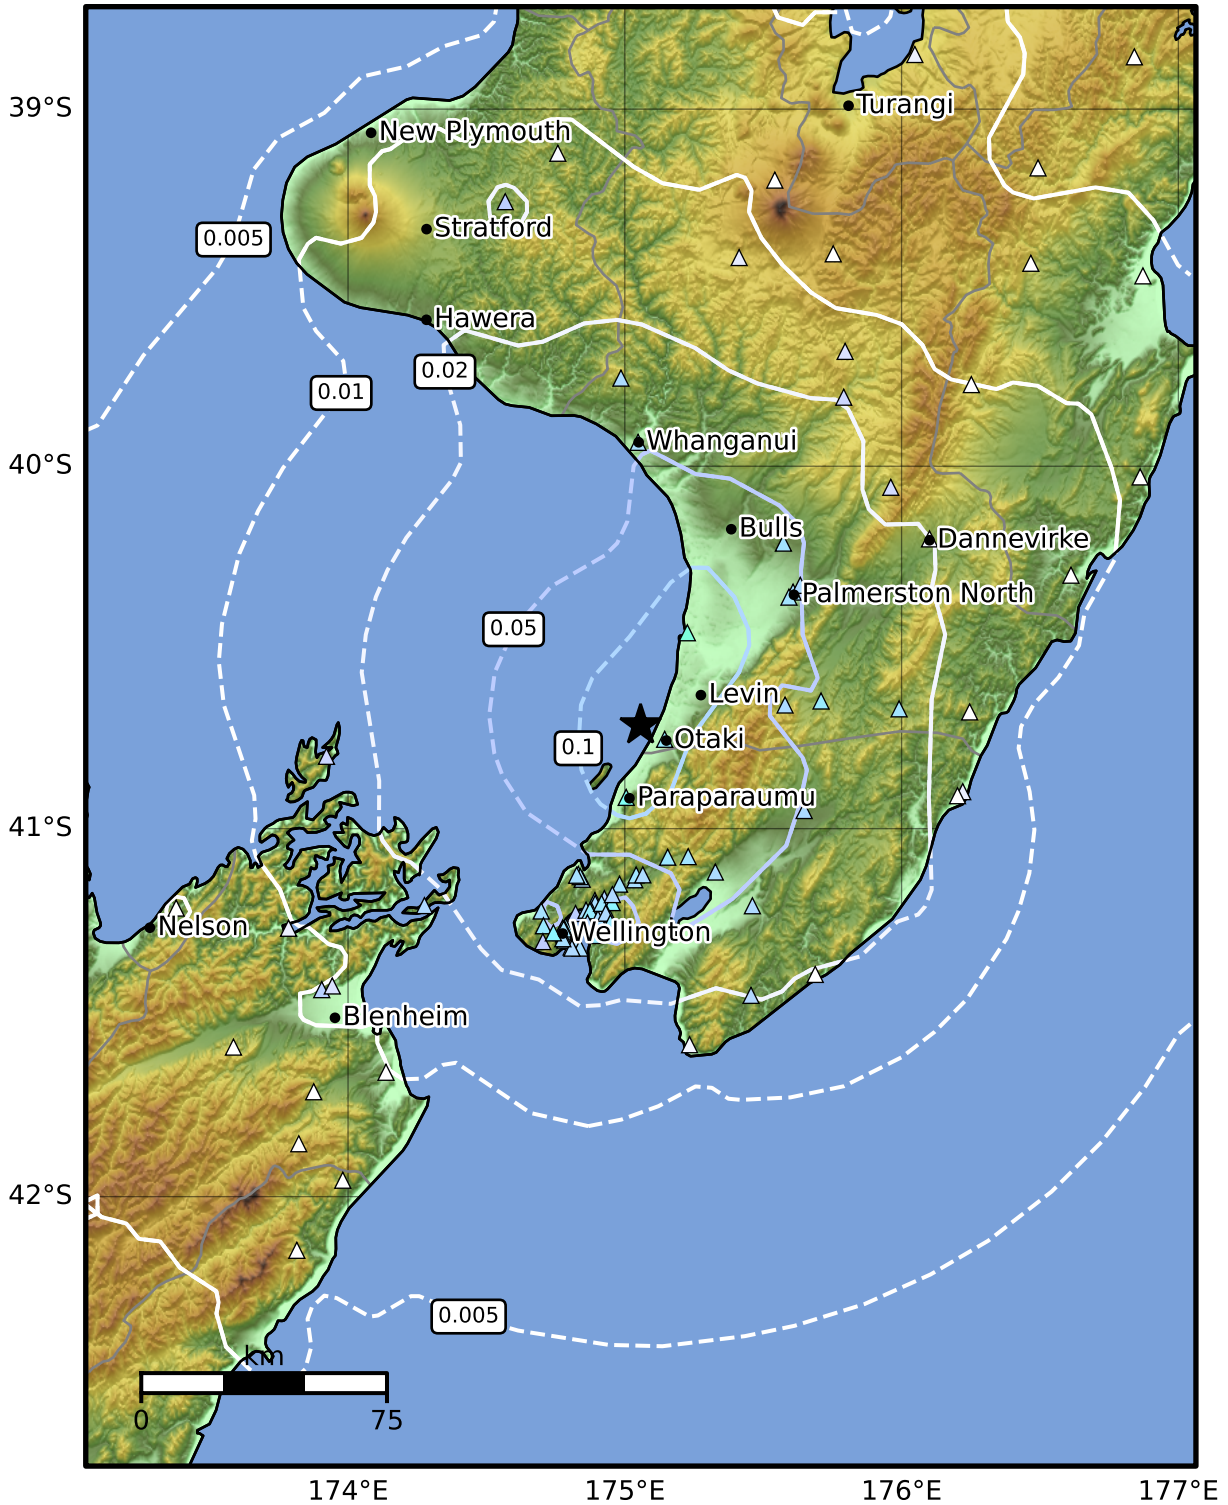 39°S
Turangi
New Plymouth
Stratford
0.005
Hawera
0.02
0.01
Whanganui
40°S
Bulls
Dannevirke
Palmerston North
0.05
Levin
Otaki
0.1
Paraparaumu
41°S
Nelson
Wellington
Blenheim
42°S
0.005
km
0
75
174°E
175°E
176°E
177°E